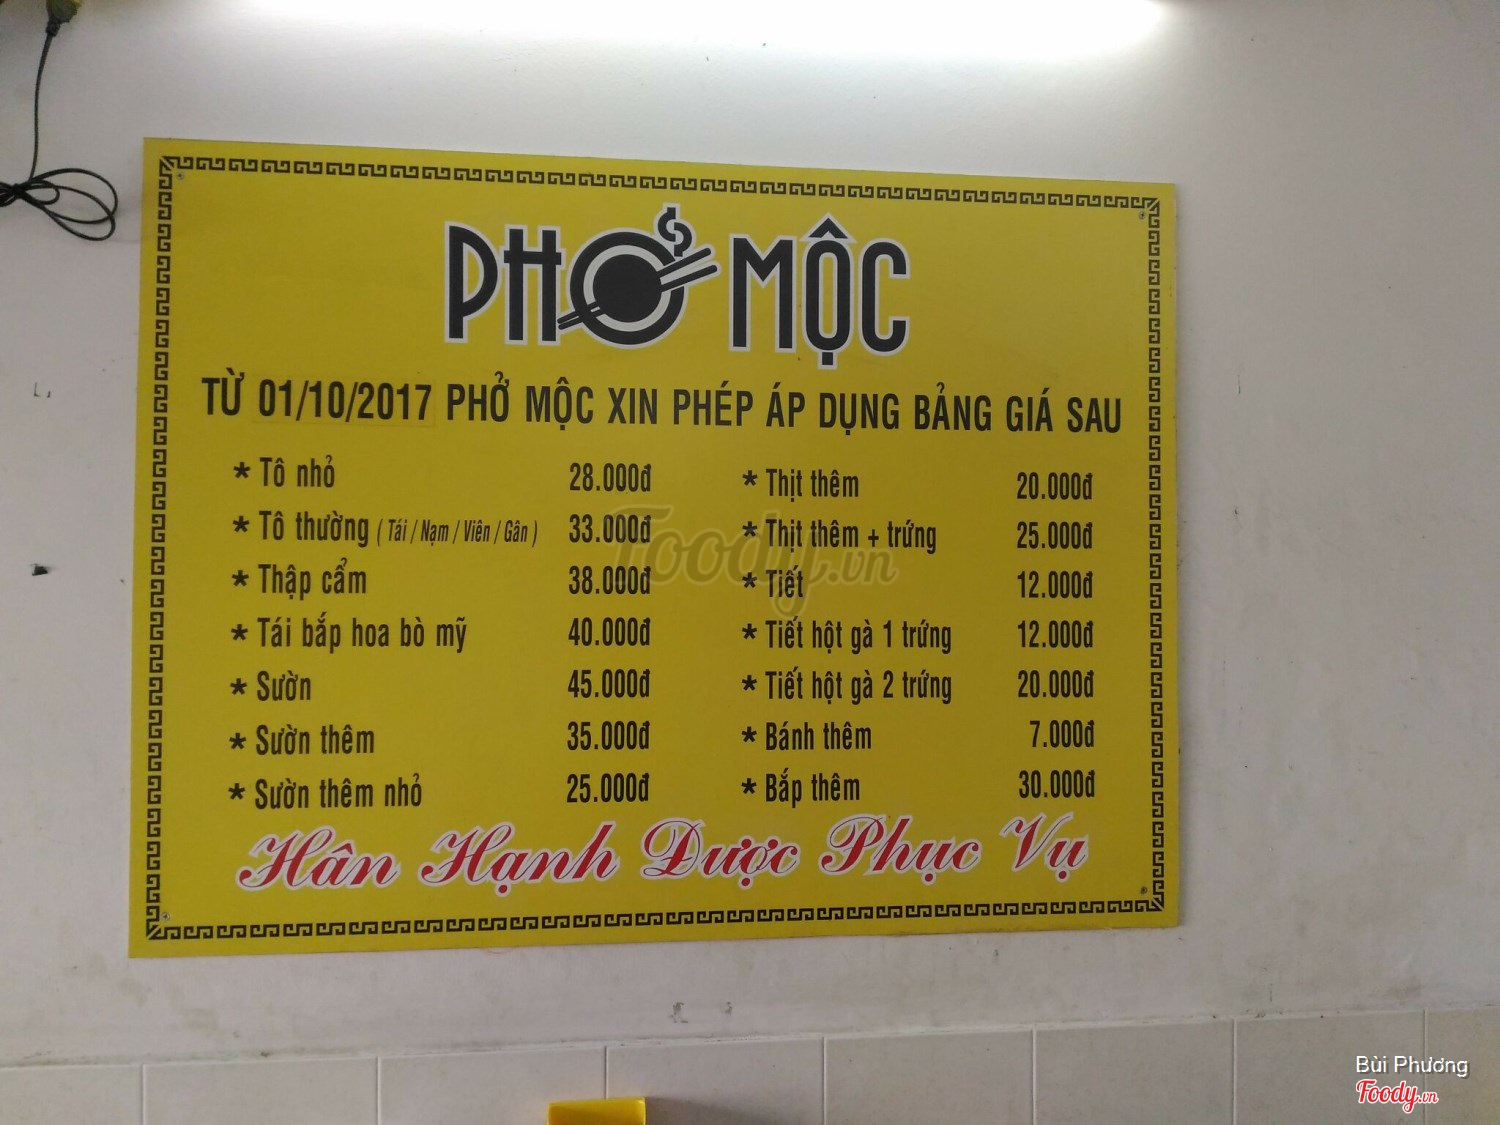 PHỞ MỘC
TỪ 01/10/2017 PHỞ MỘC XIN PHÉP ÁP DỤNG BẢNG GIÁ SAU
* Tô nhỏ 28.000đ
* Tô thường ( Tái / Nạm / Viên / Gân ) 33.000đ
* Thập cẩm 38.000đ
* Tái bắp hoa bò mỹ 40.000đ
* Sườn 45.000đ
* Sườn thêm 35.000đ
* Sườn thêm nhỏ 25.000đ
* Thịt thêm 20.000đ
* Thịt thêm + trứng 25.000đ
* Tiết 12.000đ
* Tiết hột gà 1 trứng 12.000đ
* Tiết hột gà 2 trứng 20.000đ
* Bánh thêm 7.000đ
* Bắp thêm 30.000đ
Hân Hạnh Được Phục Vụ
Foody.vn
Bùi Phương
Foody.vn